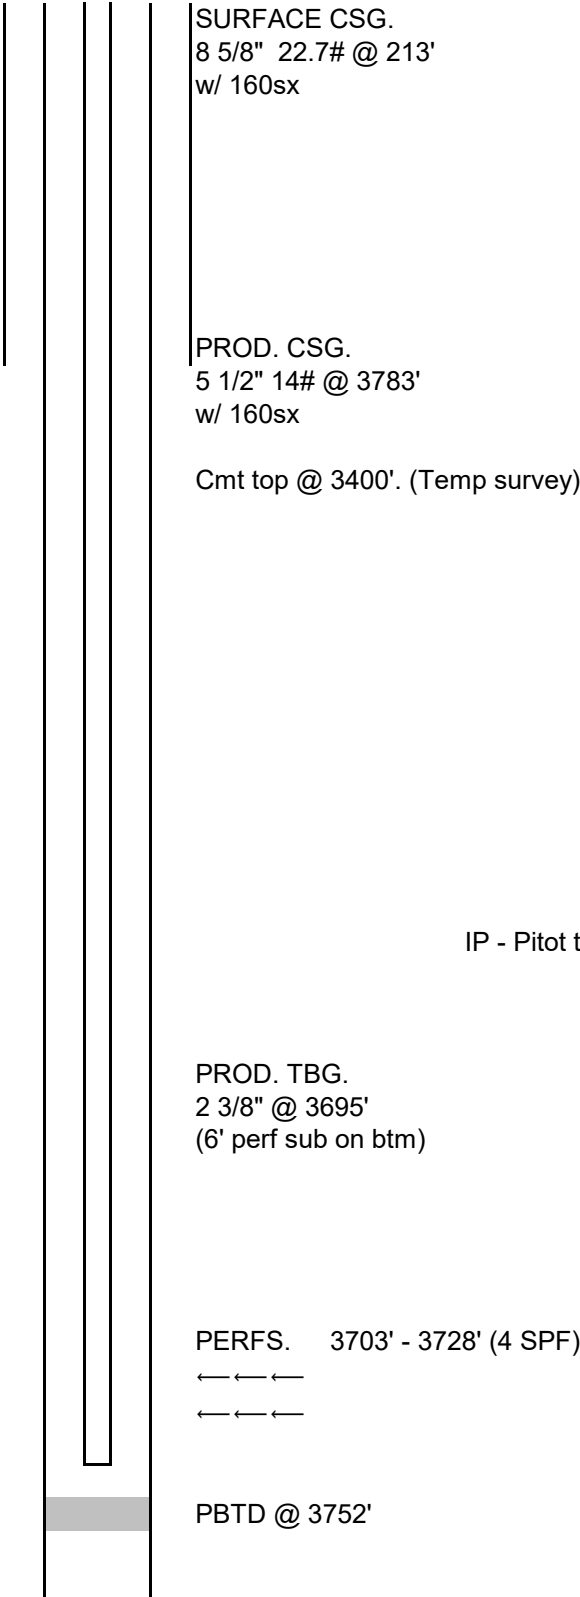 SURFACE CSG.
8 5/8" 22.7# @ 213'
w/ 160sx
PROD. CSG.
5 1/2" 14# @ 3783'
w/ 160sx
Cmt top @ 3400'. (Temp survey)
IP - Pitot t
PROD. TBG.
2 3/8" @ 3695'
(6' perf sub on btm)
PERFS. 3703' - 3728' (4 SPF)
←←←
←←←
PBTD @ 3752'